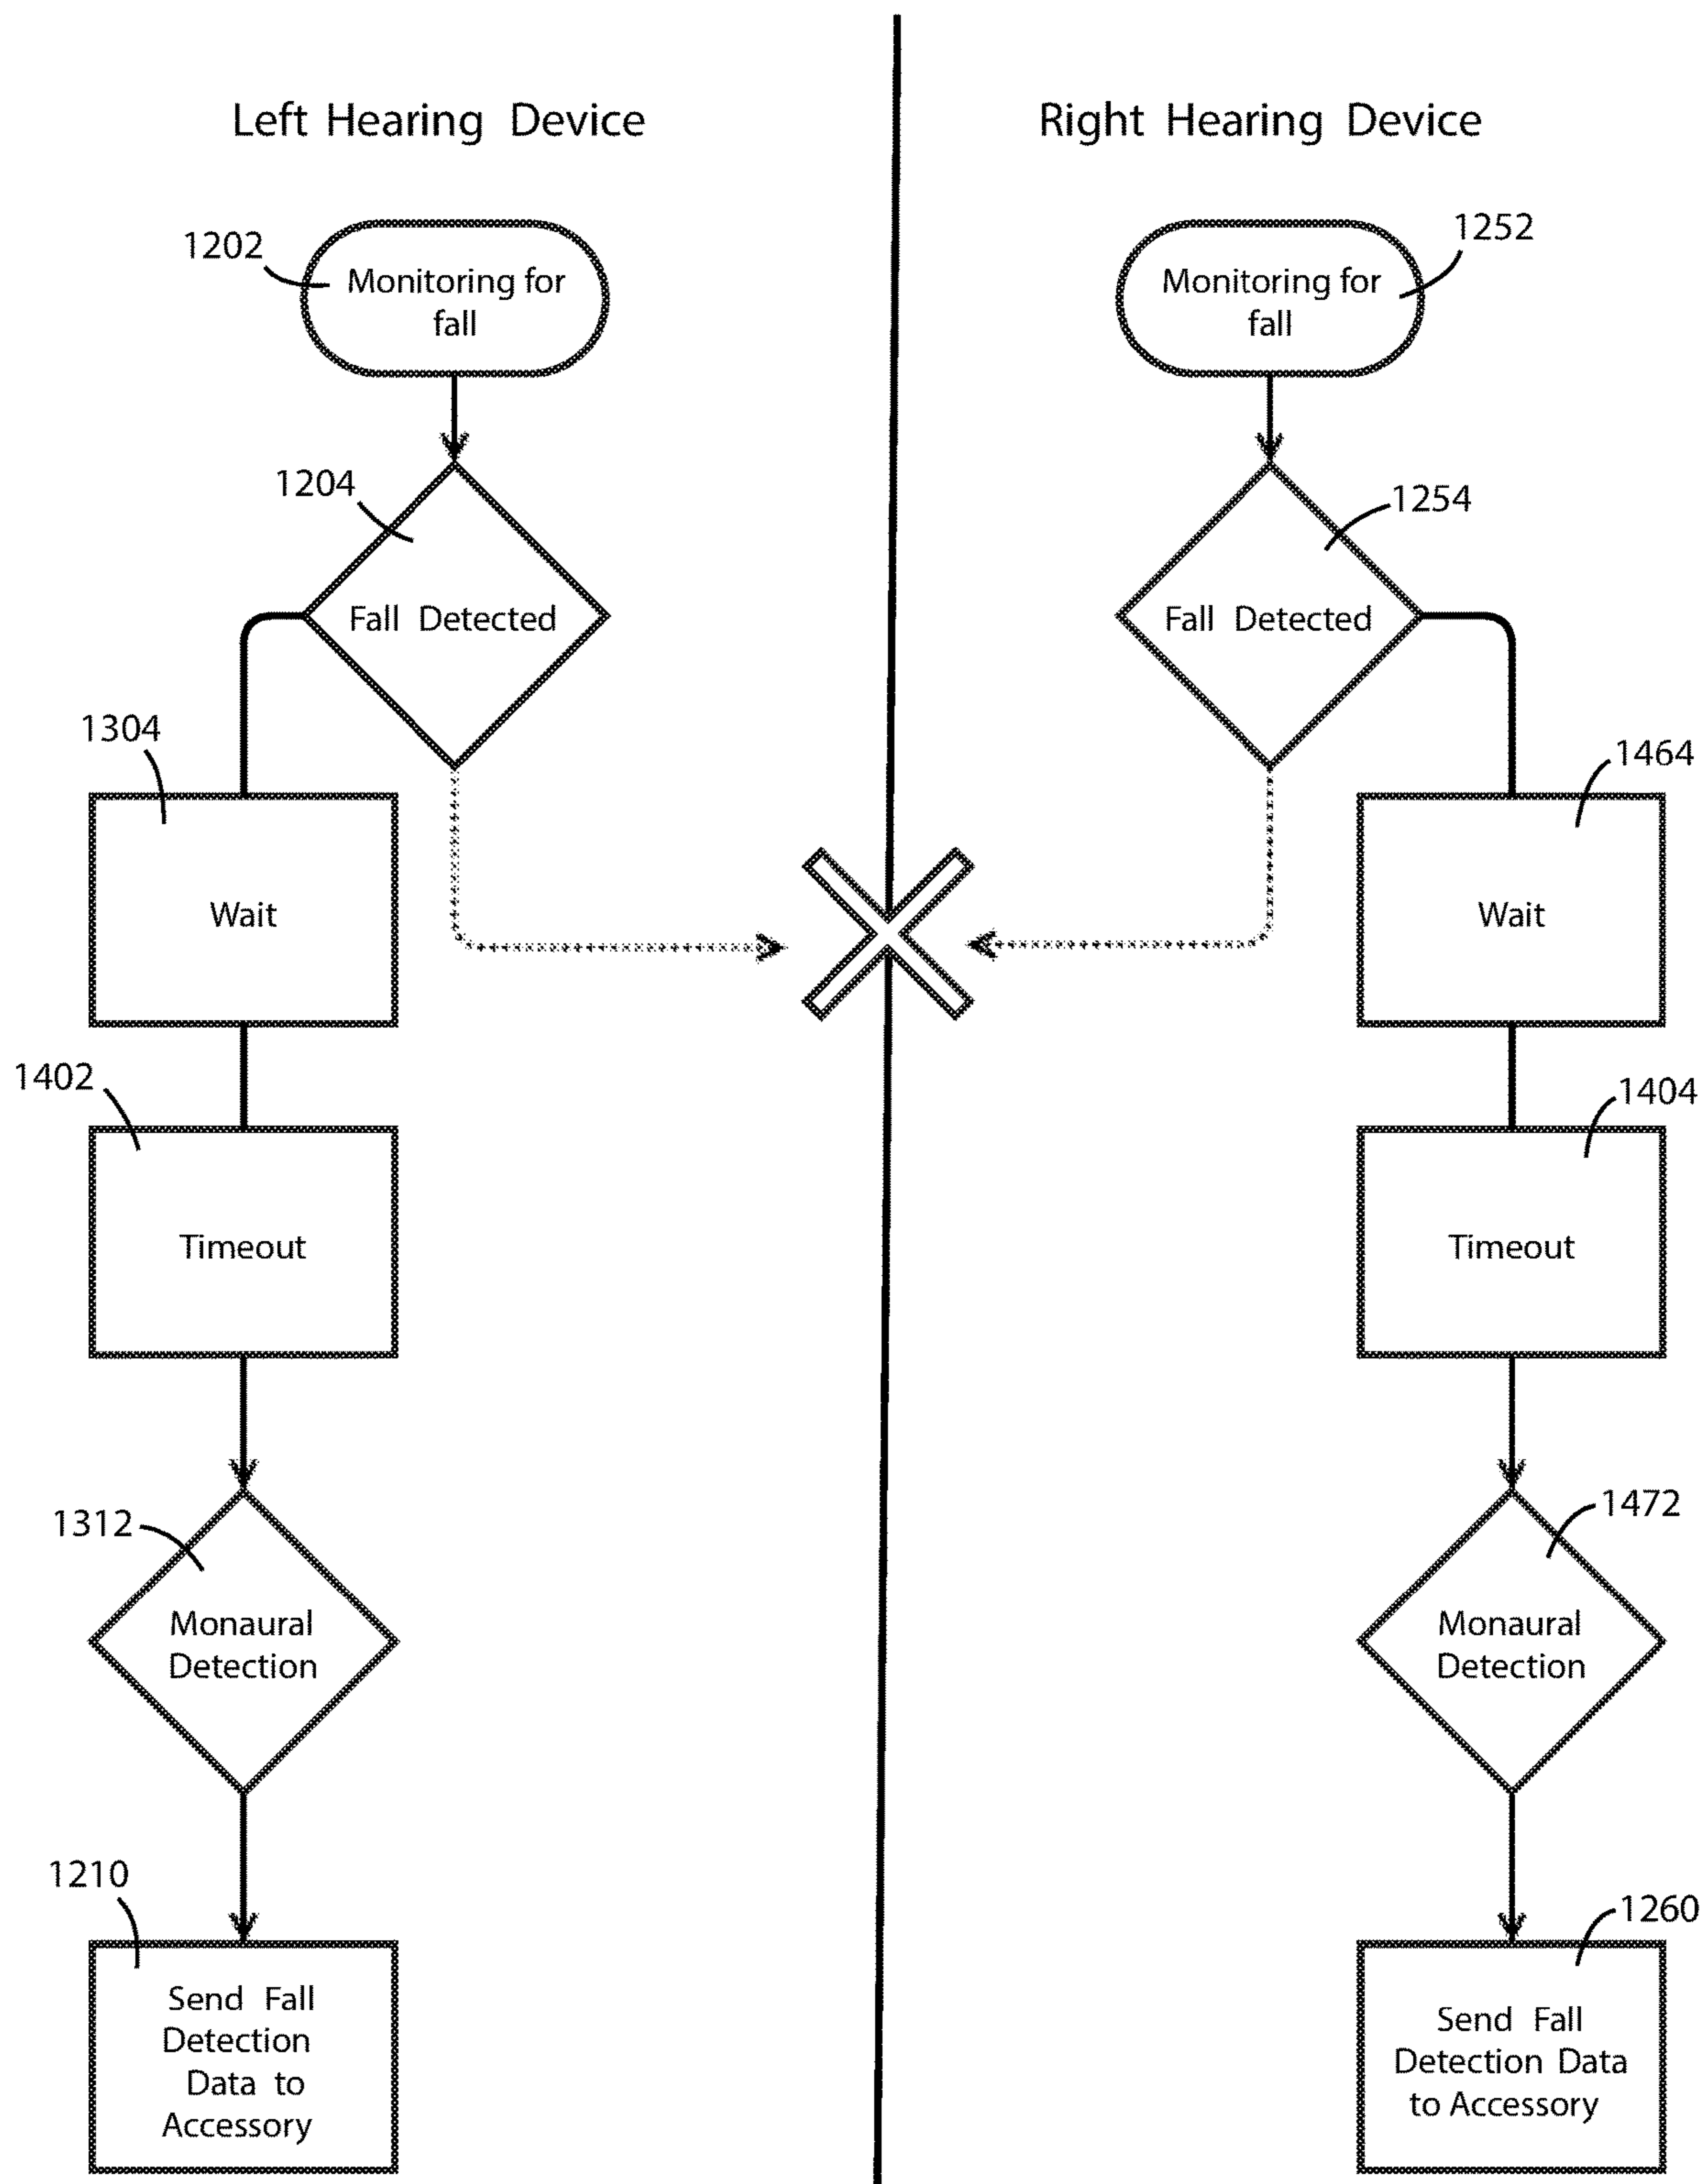 Left Hearing Device
1202
Monitoring for
fall
1204
Fall Detected
1304
Wait
1402
Timeout
1312
Monaural
Detection
1210
Send Fall
Detection
Data to
Accessory
Right Hearing Device
1252
Monitoring for
fall
1254
Fall Detected
1464
Wait
1404
Timeout
1472
Monaural
Detection
1260
Send Fall
Detection Data
to Accessory